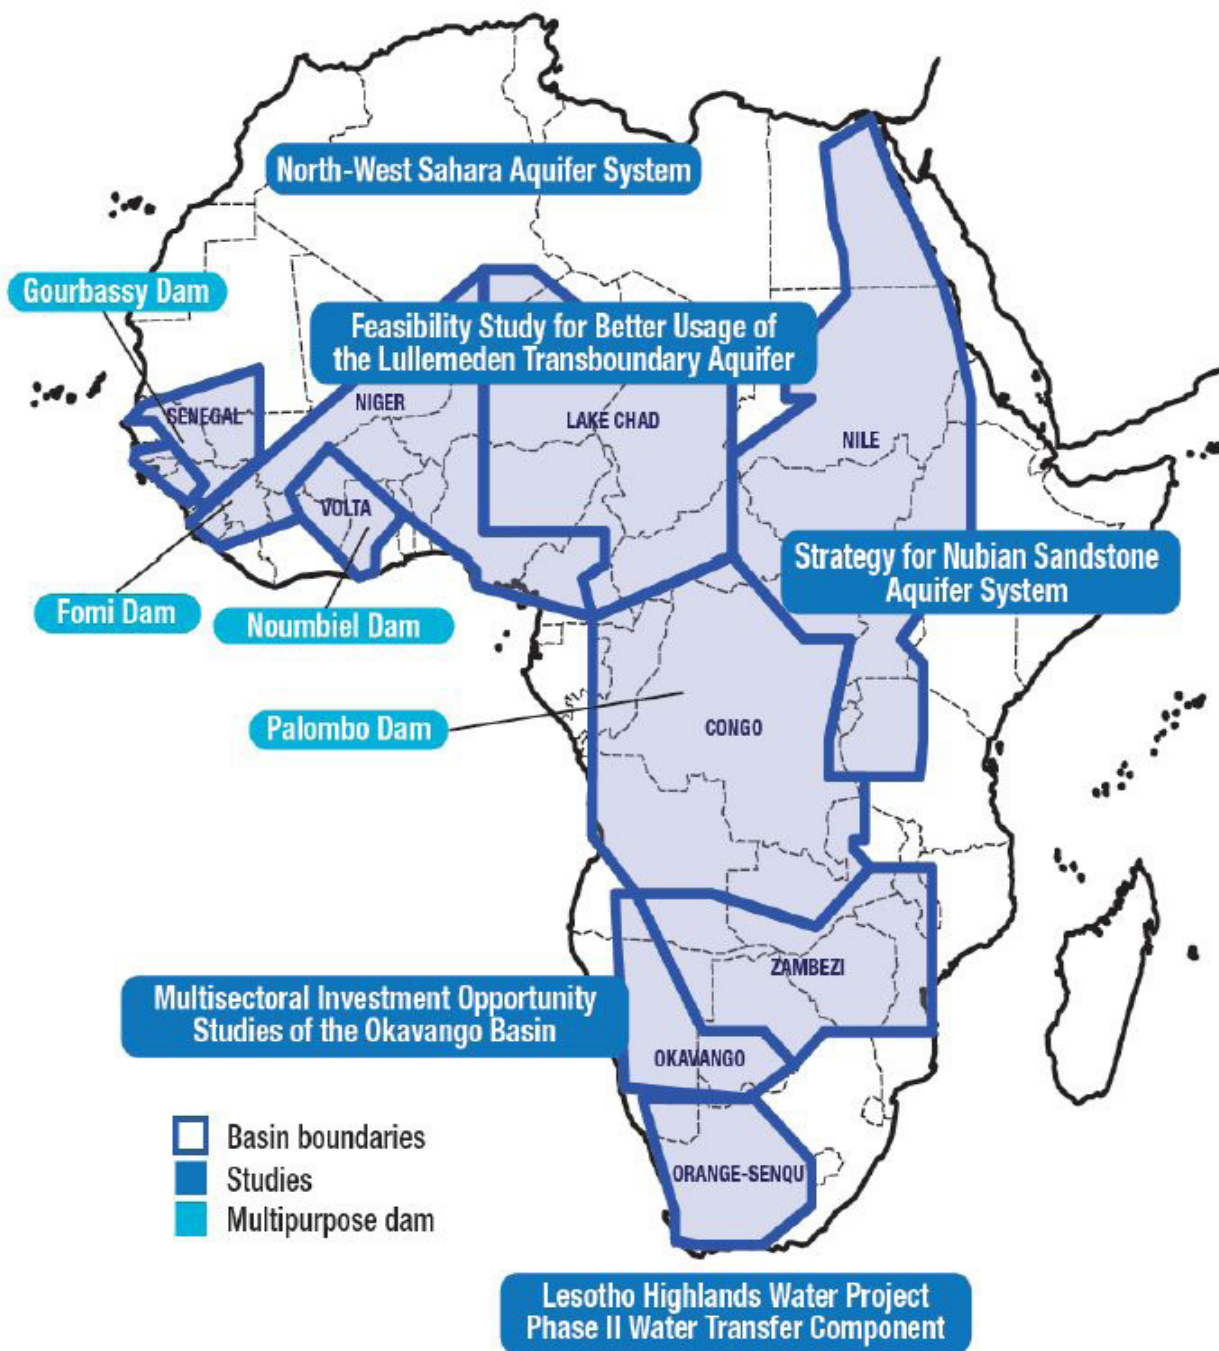 North-West Sahara Aquifer System
Gourbassy Dam
Feasibility Study for Better Usage of
the Lullemeden Transboundary Aquifer
SENEGAL
NIGER
LAKE CHAD
NILE
VOLTA
Strategy for Nubian Sandstone
Aquifer System
Fomi Dam
Noumbiel Dam
Palombo Dam
CONGO
ZAMBEZI
Multisectoral Investment Opportunity
Studies of the Okavango Basin
OKAVANGO
Basin boundaries
Studies
Multipurpose dam
ORANGE-SENQU
Lesotho Highlands Water Project
Phase II Water Transfer Component